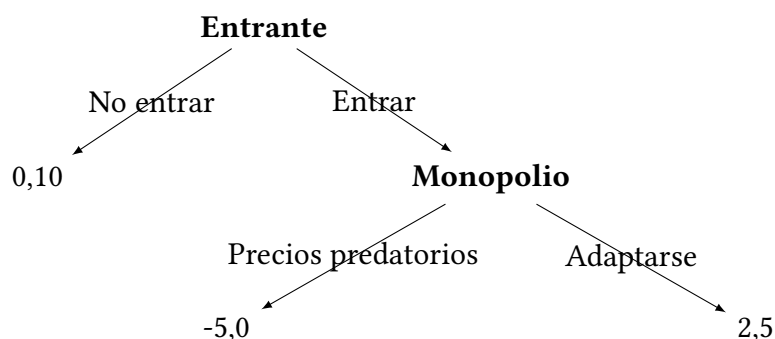 Entrante
No entrar
Entrar
0,10
Monopolio
Precios predatorios
Adaptarse
-5,0
2,5